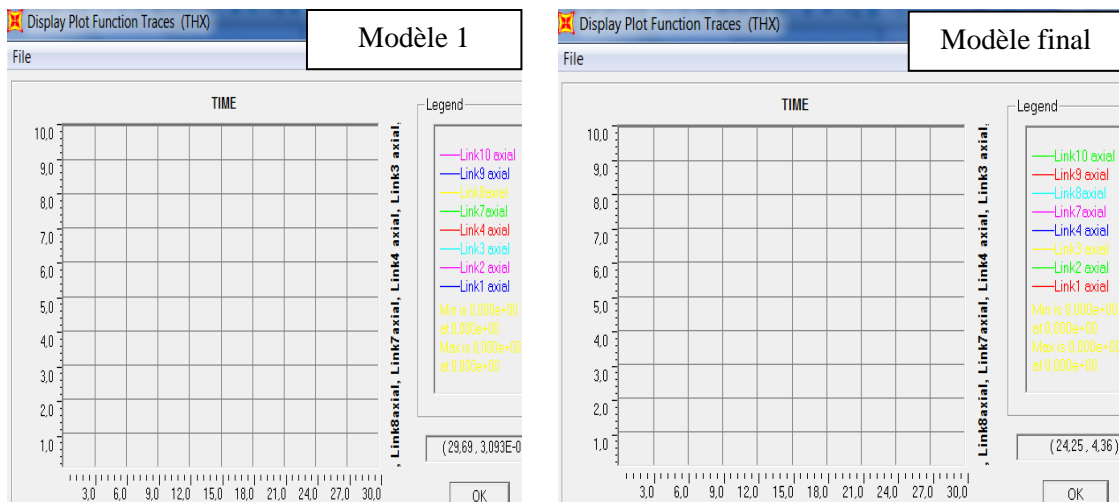 Display Plot Function Traces (THX)
Modèle 1
File
TIME
Legend
10,0
9,0
8,0
7,0
6,0
5,0
4,0
3,0
2,0
1,0
Link10 axial
Link9 axial
Link8axial
Link7axial
Link4 axial
Link3 axial
Link2 axial
Link1 axial
Min is 0.000e+00
at 0.000e+00
Max is 0.000e+00
at 0.000e+00
, Link8axial, Link7axial, Link4 axial, Link3 axial,
3,0 6,0 9,0 12,0 15,0 18,0 21,0 24,0 27,0 30,0
(29,69 , 3,093E-0
OK
Display Plot Function Traces (THX)
Modèle final
File
TIME
Legend
10,0
9,0
8,0
7,0
6,0
5,0
4,0
3,0
2,0
1,0
Link10 axial
Link9 axial
Link8axial
Link7axial
Link4 axial
Link3 axial
Link2 axial
Link1 axial
Min is 0.000e+00
at 0.000e+00
Max is 0.000e+00
at 0.000e+00
, Link8axial, Link7axial, Link4 axial, Link3 axial,
3,0 6,0 9,0 12,0 15,0 18,0 21,0 24,0 27,0 30,0
(24,25 , 4,36 )
OK